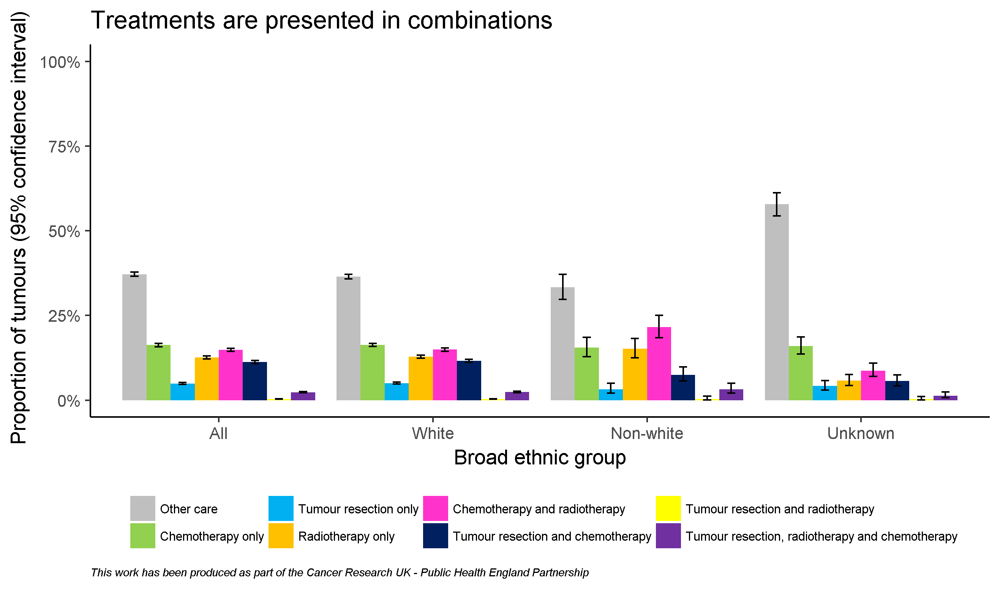 Treatments are presented in combinations
Proportion of tumours (95% confidence interval)
100%
75%
50%
25%
0%
All
White
Non-white
Unknown
Broad ethnic group
Other care
Tumour resection only
Chemotherapy and radiotherapy
Tumour resection and radiotherapy
Chemotherapy only
Radiotherapy only
Tumour resection and chemotherapy
Tumour resection, radiotherapy and chemotherapy
This work has been produced as part of the Cancer Research UK - Public Health England Partnership